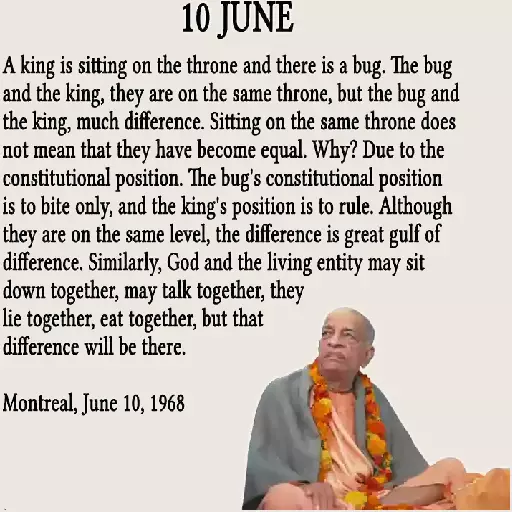 10 JUNE
A king is sitting on the throne and there is a bug. The bug
and the king, they are on the same throne, but the bug and
the king, much difference. Sitting on the same throne does
not mean that they have become equal. Why? Due to the
constitutional position. The bug's constitutional position
is to bite only, and the king's position is to rule. Although
they are on the same level, the difference is great gulf of
difference. Similarly, God and the living entity may sit
down together, may talk together, they
lie together, eat together, but that
difference will be there.
Montreal, June 10, 1968